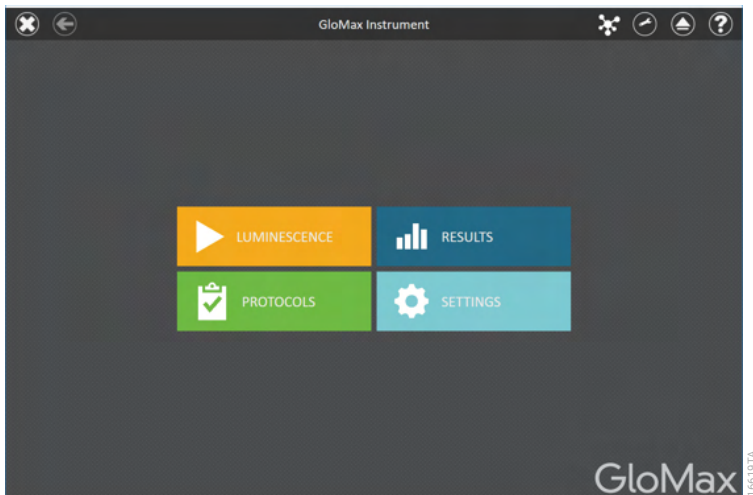 GloMax Instrument
?
LUMINESCENCE
RESULTS
PROTOCOLS
SETTINGS
GloMax